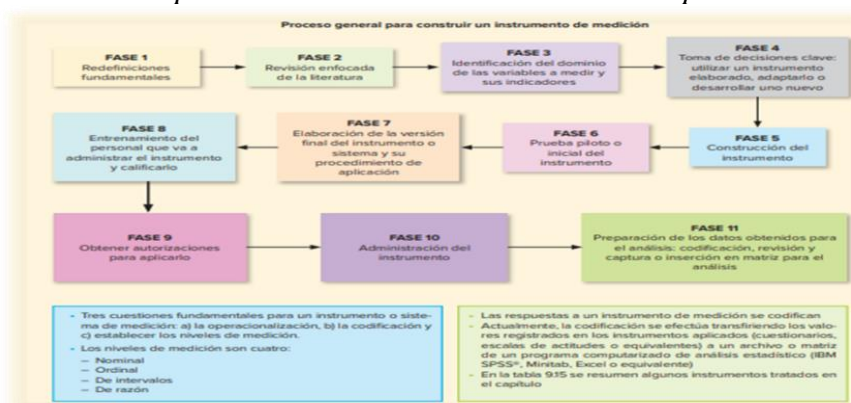 Proceso general para construir un instrumento de medición
FASE 1
Redefiniciones
fundamentales
FASE 2
Revisión enfocada
de la literatura
FASE 3
Identificación del dominio
de las variables a medir y
sus indicadores
FASE 4
Toma de decisiones clave:
utilizar un instrumento
elaborado, adaptarlo o
desarrollar uno nuevo
FASE 5
Construcción del
instrumento
FASE 6
Prueba piloto o
inicial del
instrumento
FASE 7
Elaboración de la versión
final del instrumento o
sistema y su
procedimiento de
aplicación
FASE 8
Entrenamiento del
personal que va a
administrar el instrumento
y calificarlo
FASE 9
Obtener autorizaciones
para aplicarlo
FASE 10
Administración del
instrumento
FASE 11
Preparación de los datos obtenidos para
el análisis: codificación, revisión y
captura o inserción en matriz para el
análisis
- Tres cuestiones fundamentales para un instrumento o siste-
ma de medición: a) la operacionalización, b) la codificación y
c) establecer los niveles de medición.
- Los niveles de medición son cuatro:
– Nominal
– Ordinal
– De intervalos
– De razón
- Las respuestas a un instrumento de medición se codifican
- Actualmente, la codificación se efectúa transfiriendo los valo-
res registrados en los instrumentos aplicados (cuestionarios,
escalas de actitudes o equivalentes) a un archivo o matriz
de un programa computarizado de análisis estadístico (IBM
SPSS®, Minitab, Excel o equivalente)
- En la tabla 9.15 se resumen algunos instrumentos tratados en
el capítulo